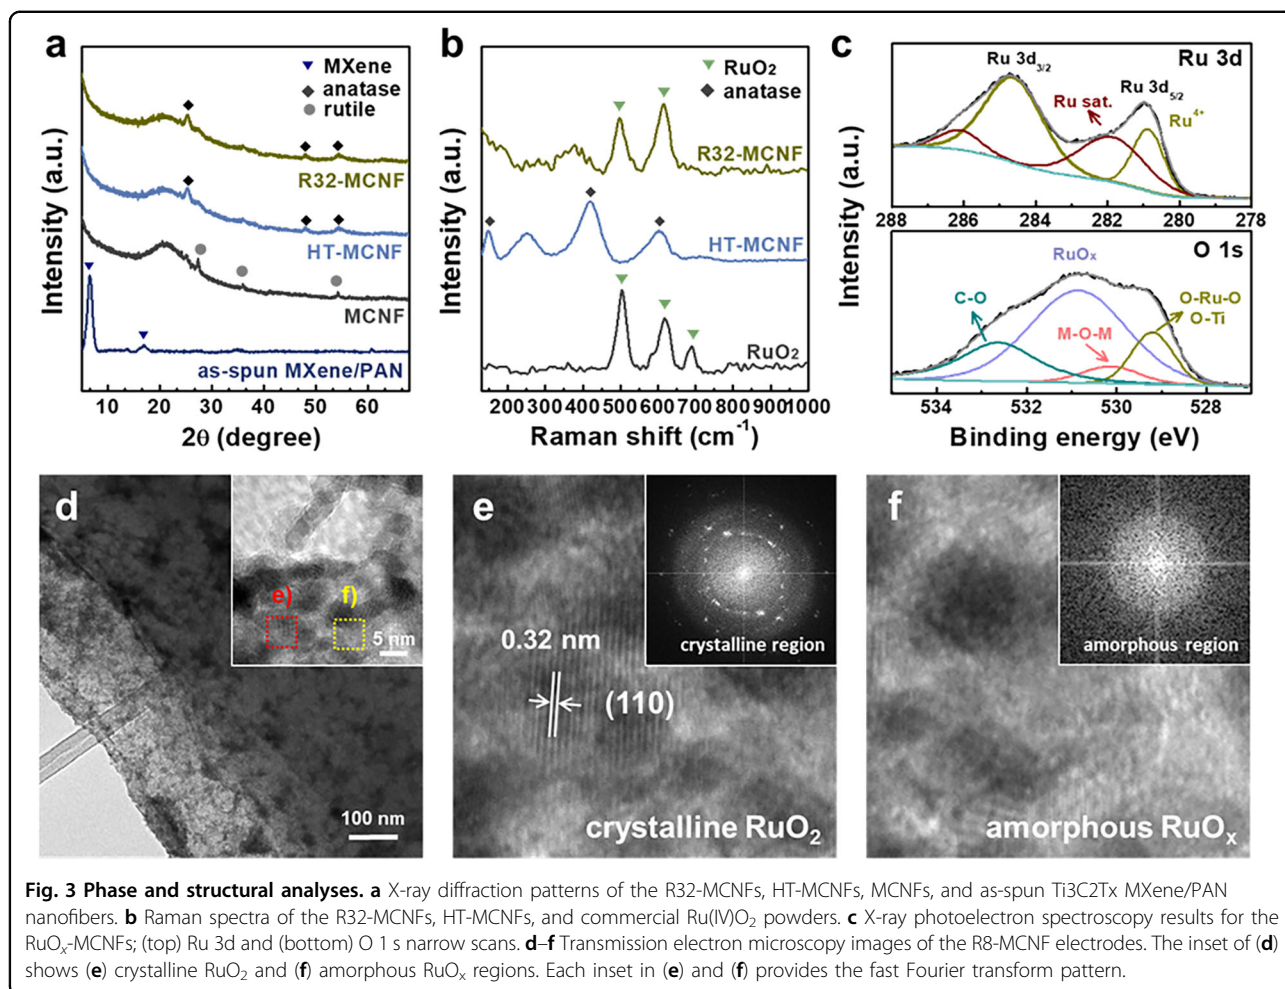 a
MXene
anatase
rutile
R32-MCNF
HT-MCNF
MCNF
as-spun MXene/PAN
Intensity (a.u.)
10 20 30 40 50 60
2θ (degree)
b
RuO₂
anatase
R32-MCNF
HT-MCNF
RuO₂
Intensity (a.u.)
200 300 400 500 600 700 800 900 1000
Raman shift (cm⁻¹)
c
Ru 3d
Ru 3d₃/₂
Ru 3d₅/₂
Ru sat.
Ru⁴⁺
288 286 284 282 280 278
O 1s
RuOₓ
C-O
O-Ru-O
O-Ti
M-O-M
Intensity (a.u.)
534 532 530 528
Binding energy (eV)
d
e)
f)
5 nm
100 nm
e
crystalline region
0.32 nm
(110)
crystalline RuO₂
f
amorphous region
amorphous RuOₓ
Fig. 3 Phase and structural analyses. a X-ray diffraction patterns of the R32-MCNFs, HT-MCNFs, MCNFs, and as-spun Ti3C2Tx MXene/PAN
nanofibers. b Raman spectra of the R32-MCNFs, HT-MCNFs, and commercial Ru(IV)O₂ powders. c X-ray photoelectron spectroscopy results for the
RuOₓ-MCNFs; (top) Ru 3d and (bottom) O 1 s narrow scans. d–f Transmission electron microscopy images of the R8-MCNF electrodes. The inset of (d)
shows (e) crystalline RuO₂ and (f) amorphous RuOₓ regions. Each inset in (e) and (f) provides the fast Fourier transform pattern.